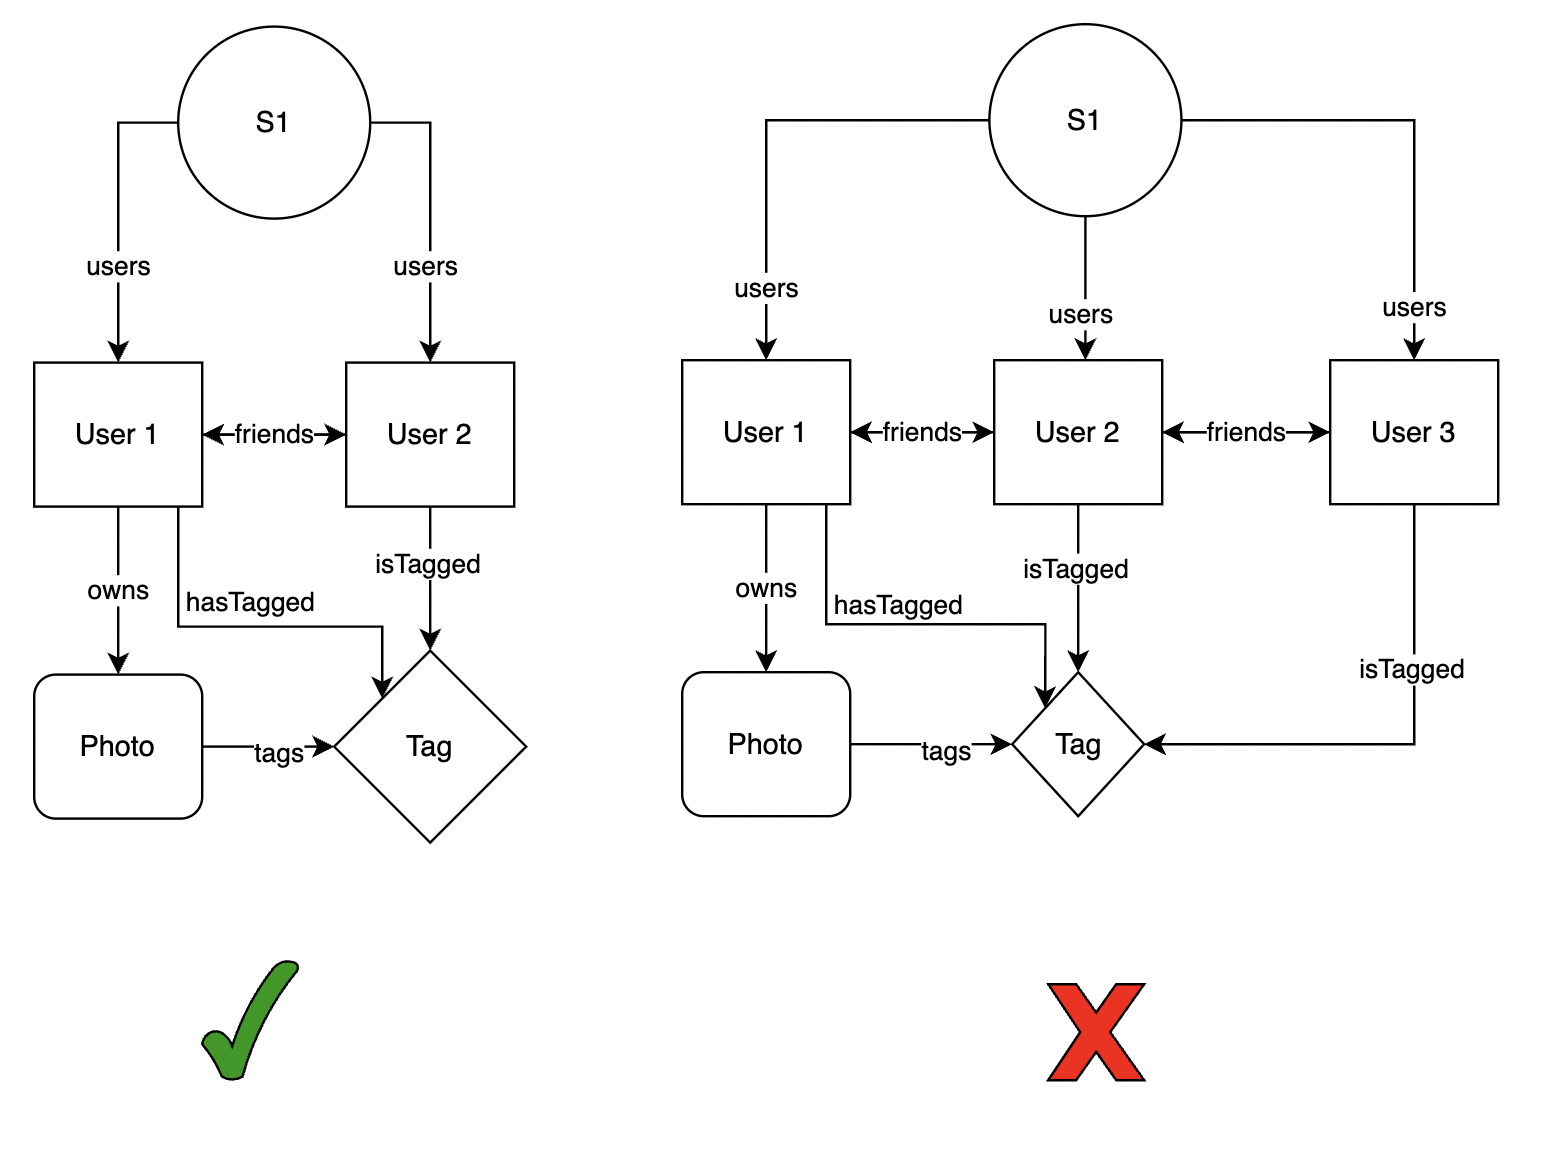 S1
users
users
User 1
friends
User 2
owns
hasTagged
isTagged
Photo
tags
Tag
S1
users
users
users
User 1
friends
User 2
friends
User 3
owns
hasTagged
isTagged
isTagged
Photo
tags
Tag